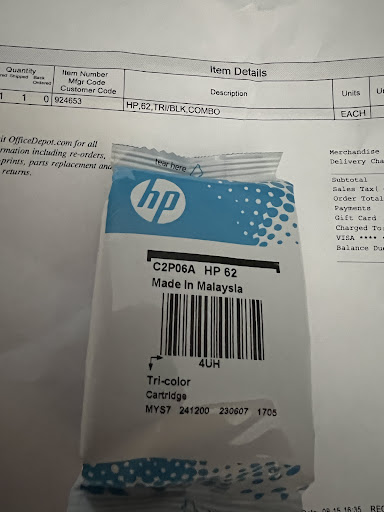 Item Details
Quantity
Shipped Back
Ordered
Item Number
Mfgr Code
Customer Code
Description
Units
1 1 0 924653
HP,62,TRI/BLK,COMBO
EACH
it OfficeDepot.com for all
rmation including re-orders,
prints, parts replacement and
returns.
Merchandise
Delivery Cha
Subtotal
Sales Tax(
Order Total
Payments
Gift Card
Charged To:
VISA **** *
Balance Du
tear here
hp
C2P06A HP 62
Made In Malaysia
4UH
Tri-color
Cartridge
MYS7 241200 230607 1705